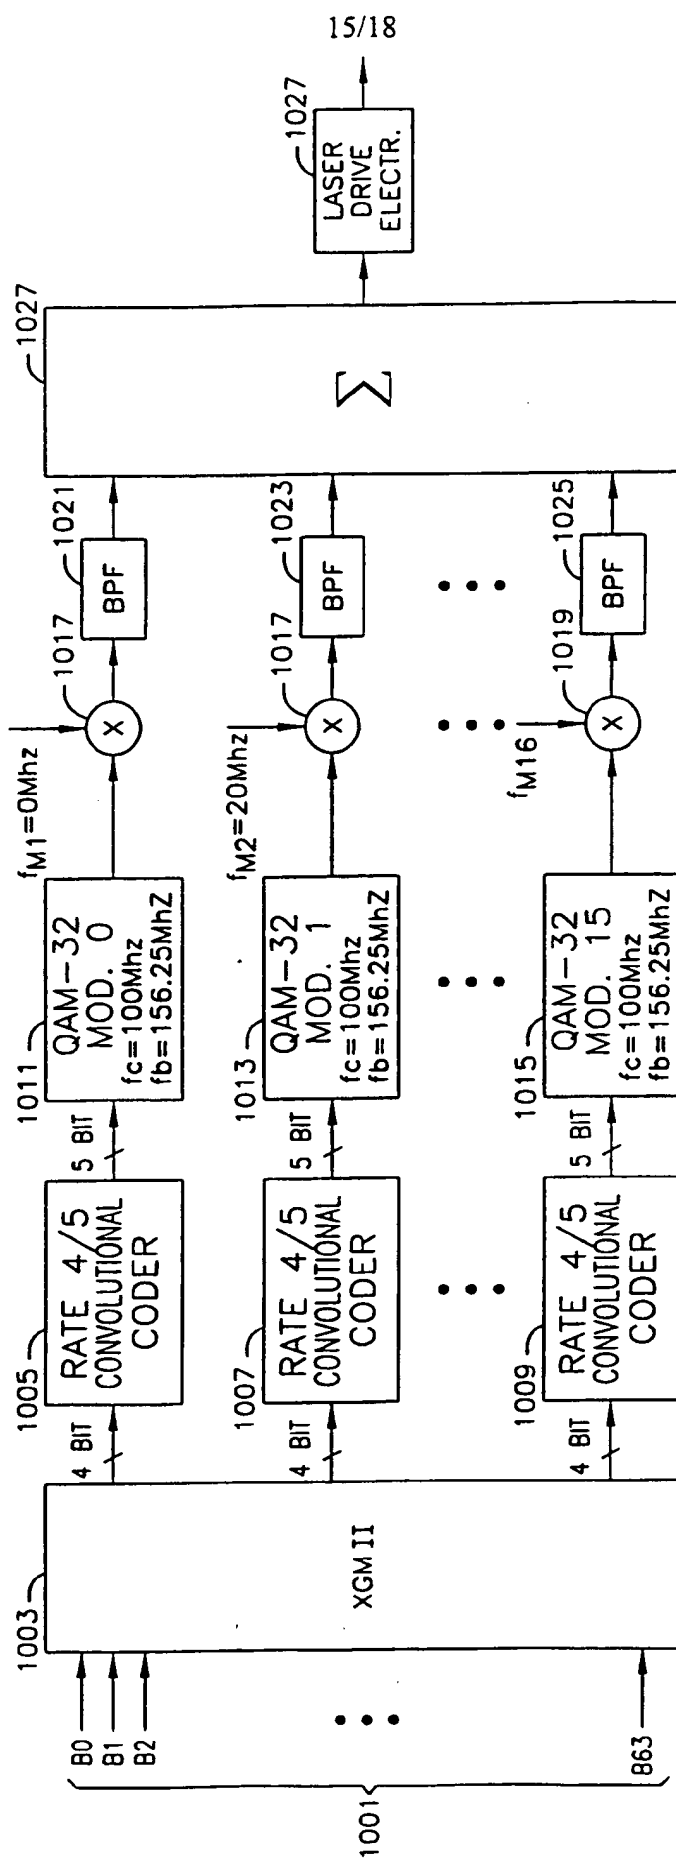 15/18
B0
B1
B2
B63
1001
1003
XGMII
4 BIT
4 BIT
4 BIT
1005
RATE 4/5
CONVOLUTIONAL
CODER
1007
RATE 4/5
CONVOLUTIONAL
CODER
1009
RATE 4/5
CONVOLUTIONAL
CODER
5 BIT
5 BIT
5 BIT
1011
QAM-32
MOD. 0
fc=100Mhz
fb=156.25MhZ
1013
QAM-32
MOD. 1
fc=100Mhz
fb=156.25MhZ
1015
QAM-32
MOD. 15
fc=100Mhz
fb=156.25MhZ
fM1=0Mhz
1017
X
fM2=20Mhz
1017
X
fM16
1019
X
1021
BPF
1023
BPF
1025
BPF
1027
Σ
1027
LASER
DRIVE
ELECTR.